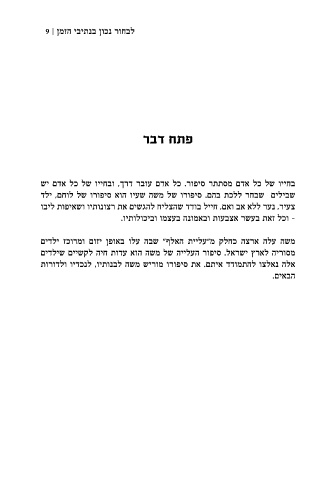 לבחור נכון בנתיבי הזמן | 9
פתח דבר
בחייו של כל אדם מסתתר סיפור, כל אדם עובר דרך, ובחייו של כל אדם יש
שבילים שבחר ללכת בהם. סיפורו של משה שעיו הוא סיפורו של לוחם, ילד
צעיר, נער ללא אב ואם, חייל בודד שהצליח להגשים את רצונותיו ושאיפות ליבו
- וכל זאת בעשר אצבעות ובאמונה בעצמו וביכולותיו.
משה עלה ארצה כחלק מ"עליית האלף" שבה עלו באופן יזום ומרוכז ילדים
מסוריה לארץ ישראל. סיפור העלייה של משה הוא עדות חיה לקשיים שילדים
אלה נאלצו להתמודד איתם. את סיפורו מוריש משה לבנותיו, לנכדיו ולדורות
הבאים.